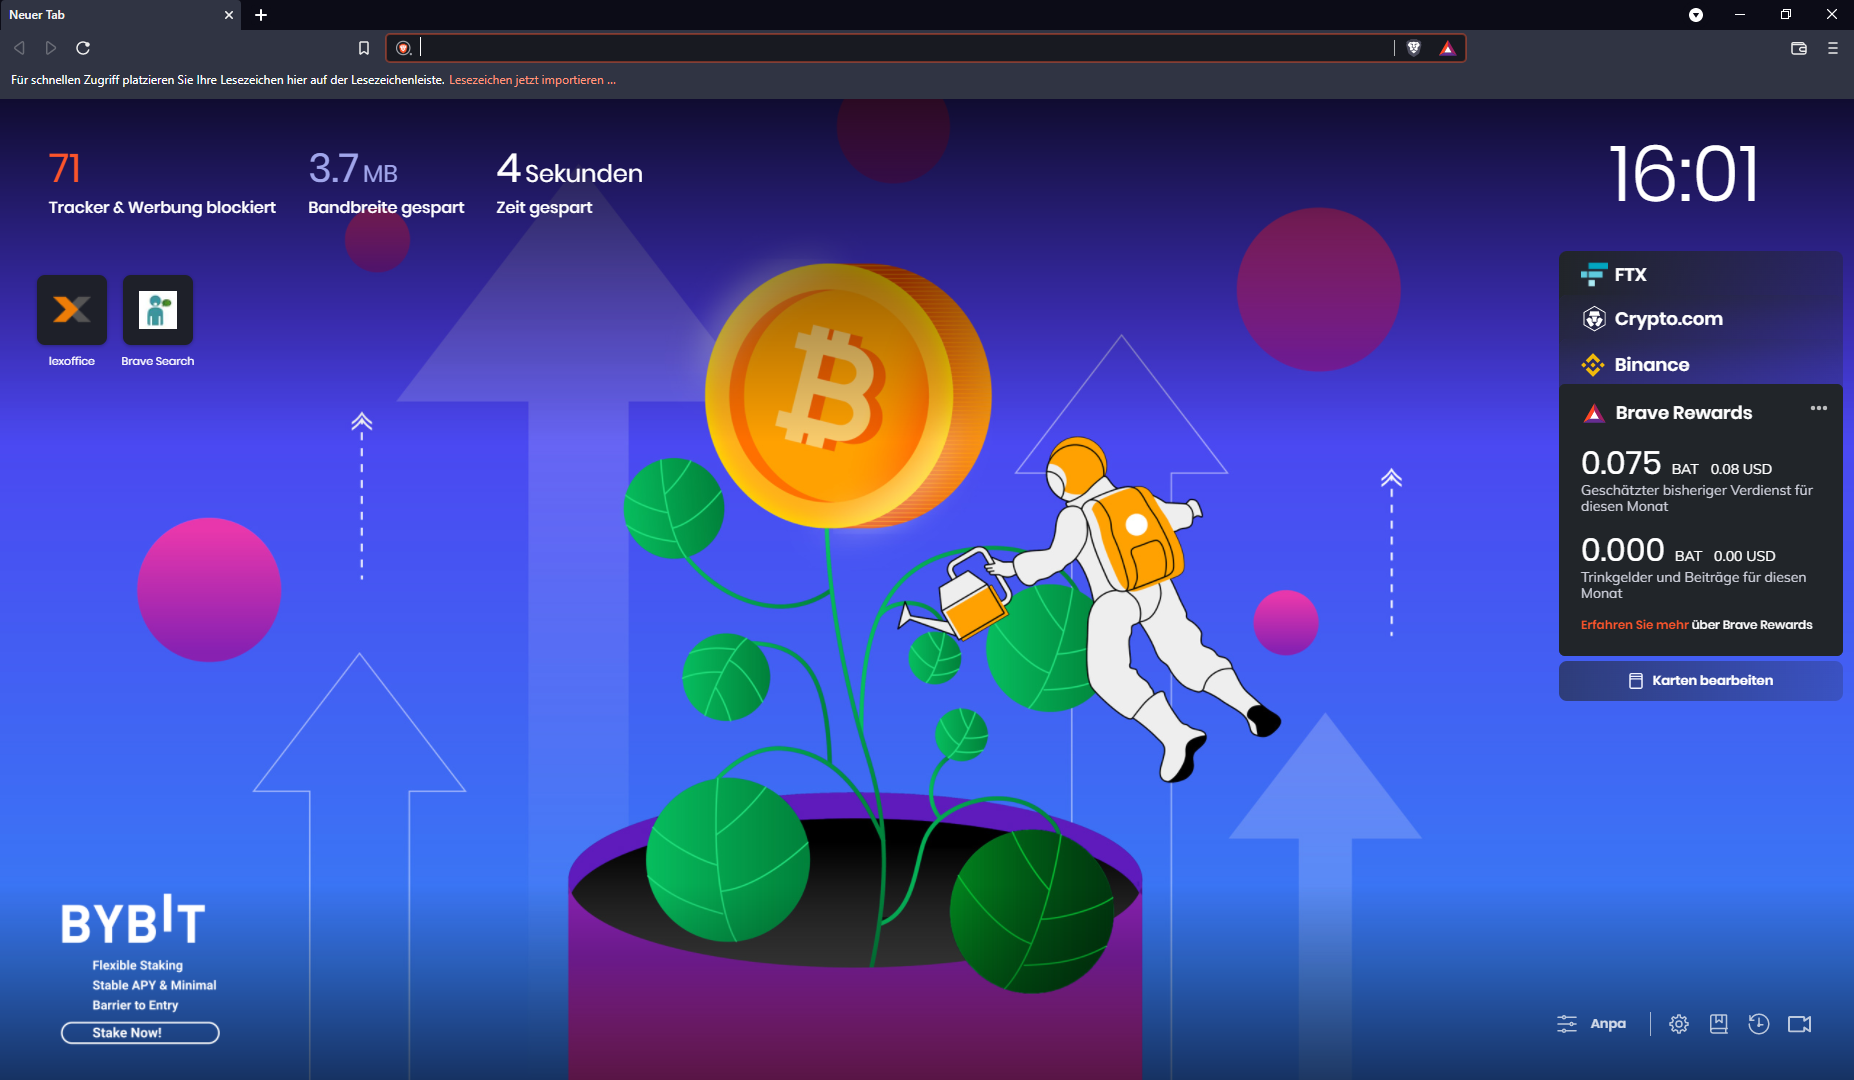 Neuer Tab
Für schnellen Zugriff platzieren Sie Ihre Lesezeichen hier auf der Lesezeichenleiste. Lesezeichen jetzt importieren ...
71
Tracker & Werbung blockiert
3.7 MB
Bandbreite gespart
4 Sekunden
Zeit gespart
16:01
lexoffice
Brave Search
FTX
Crypto.com
Binance
Brave Rewards
0.075 BAT 0.08 USD
Geschätzter bisheriger Verdienst für
diesen Monat
0.000 BAT 0.00 USD
Trinkgelder und Beiträge für diesen
Monat
Erfahren Sie mehr über Brave Rewards
Karten bearbeiten
BYBIT
Flexible Staking
Stable APY & Minimal
Barrier to Entry
Stake Now!
Anpa